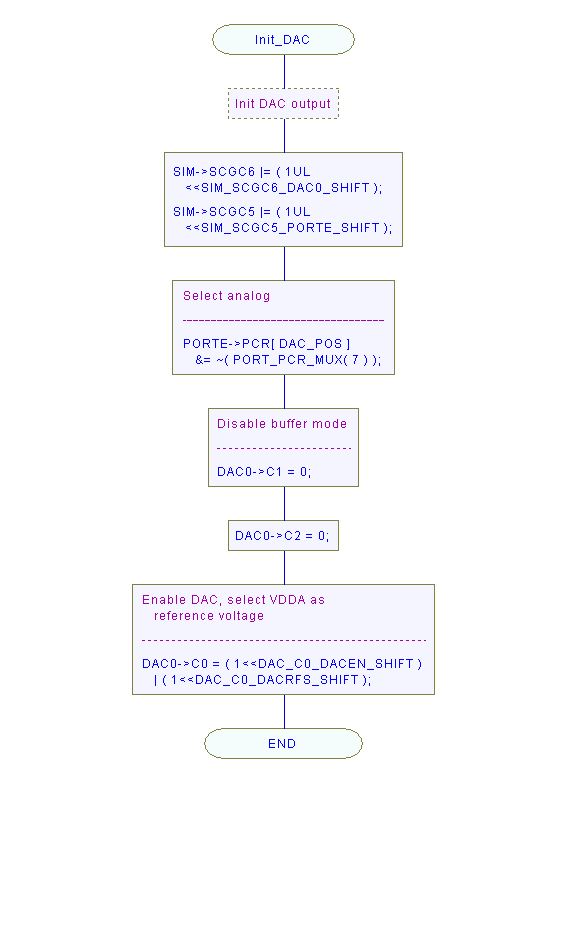 Init_DAC
Init DAC output
SIM->SCGC6 |= ( 1UL
<<SIM_SCGC6_DAC0_SHIFT );
SIM->SCGC5 |= ( 1UL
<<SIM_SCGC5_PORTE_SHIFT );
Select analog
PORTE->PCR[ DAC_POS ]
&= ~( PORT_PCR_MUX( 7 ) );
Disable buffer mode
DAC0->C1 = 0;
DAC0->C2 = 0;
Enable DAC, select VDDA as
reference voltage
DAC0->C0 = ( 1<<DAC_C0_DACEN_SHIFT )
| ( 1<<DAC_C0_DACRFS_SHIFT );
END